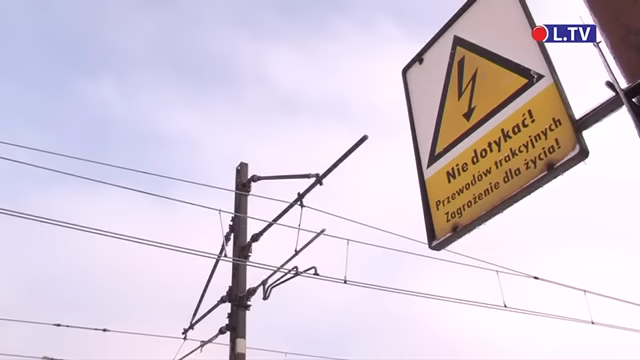 L.TV
Nie dotykać!
Przewodów trakcyjnych
Zagrożenie dla życia!